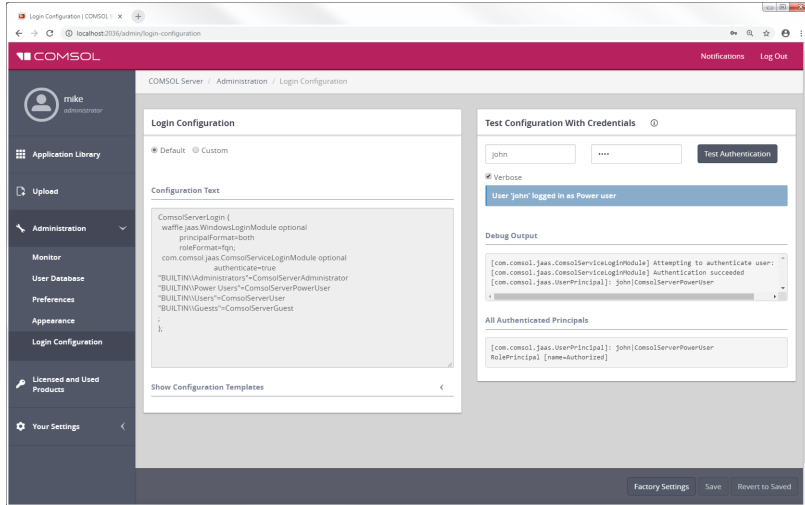 Login Configuration | COMSOL S
localhost:2036/admin/login-configuration
COMSOL
Notifications
Log Out
mike
administrator
Application Library
Upload
Administration
Monitor
User Database
Preferences
Appearance
Login Configuration
Licensed and Used
Products
Your Settings
COMSOL Server / Administration / Login Configuration
Login Configuration
Default Custom
Configuration Text
ComsolServerLogin {
waffle.jaas.WindowsLoginModule optional
principalFormat=both
roleFormat=fqn;
com.comsol.jaas.ComsolServiceLoginModule optional
authenticate=true
"BUILTIN\\Administrators"=ComsolServerAdministrator
"BUILTIN\\Power Users"=ComsolServerPowerUser
"BUILTIN\\Users"=ComsolServerUser
"BUILTIN\\Guests"=ComsolServerGuest
;
};
Show Configuration Templates
Test Configuration With Credentials
john
••••
Test Authentication
Verbose
User 'john' logged in as Power user
Debug Output
[com.comsol.jaas.ComsolServiceLoginModule] Attempting to authenticate user:
[com.comsol.jaas.ComsolServiceLoginModule] Authentication succeeded
[com.comsol.jaas.UserPrincipal]: john|ComsolServerPowerUser
All Authenticated Principals
[com.comsol.jaas.UserPrincipal]: john|ComsolServerPowerUser
RolePrincipal [name=Authorized]
Factory Settings
Save
Revert to Saved